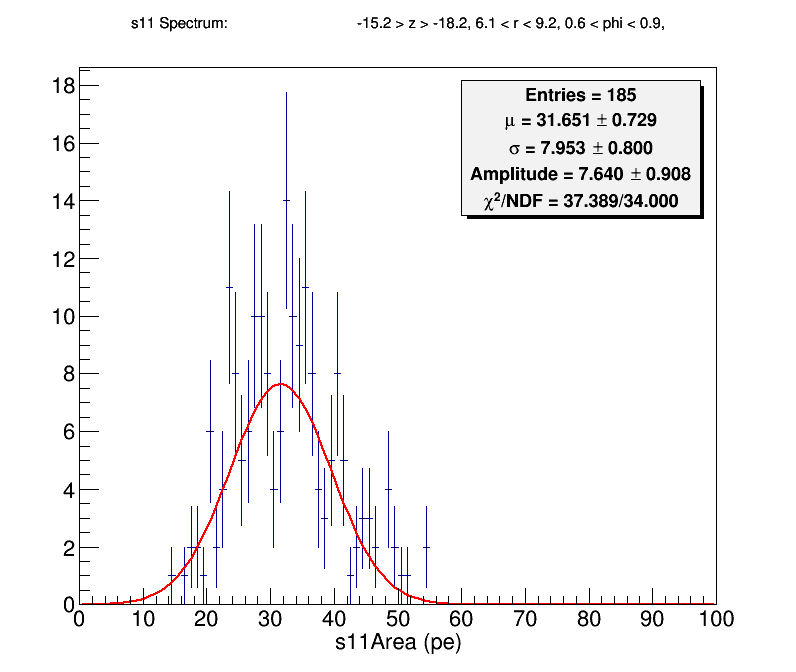 s11 Spectrum: -15.2 > z > -18.2, 6.1 < r < 9.2, 0.6 < phi < 0.9,
Entries = 185
μ = 31.651 ± 0.729
σ = 7.953 ± 0.800
Amplitude = 7.640 ± 0.908
χ²/NDF = 37.389/34.000
18
16
14
12
10
8
6
4
2
0
0 10 20 30 40 50 60 70 80 90 100
s11Area (pe)